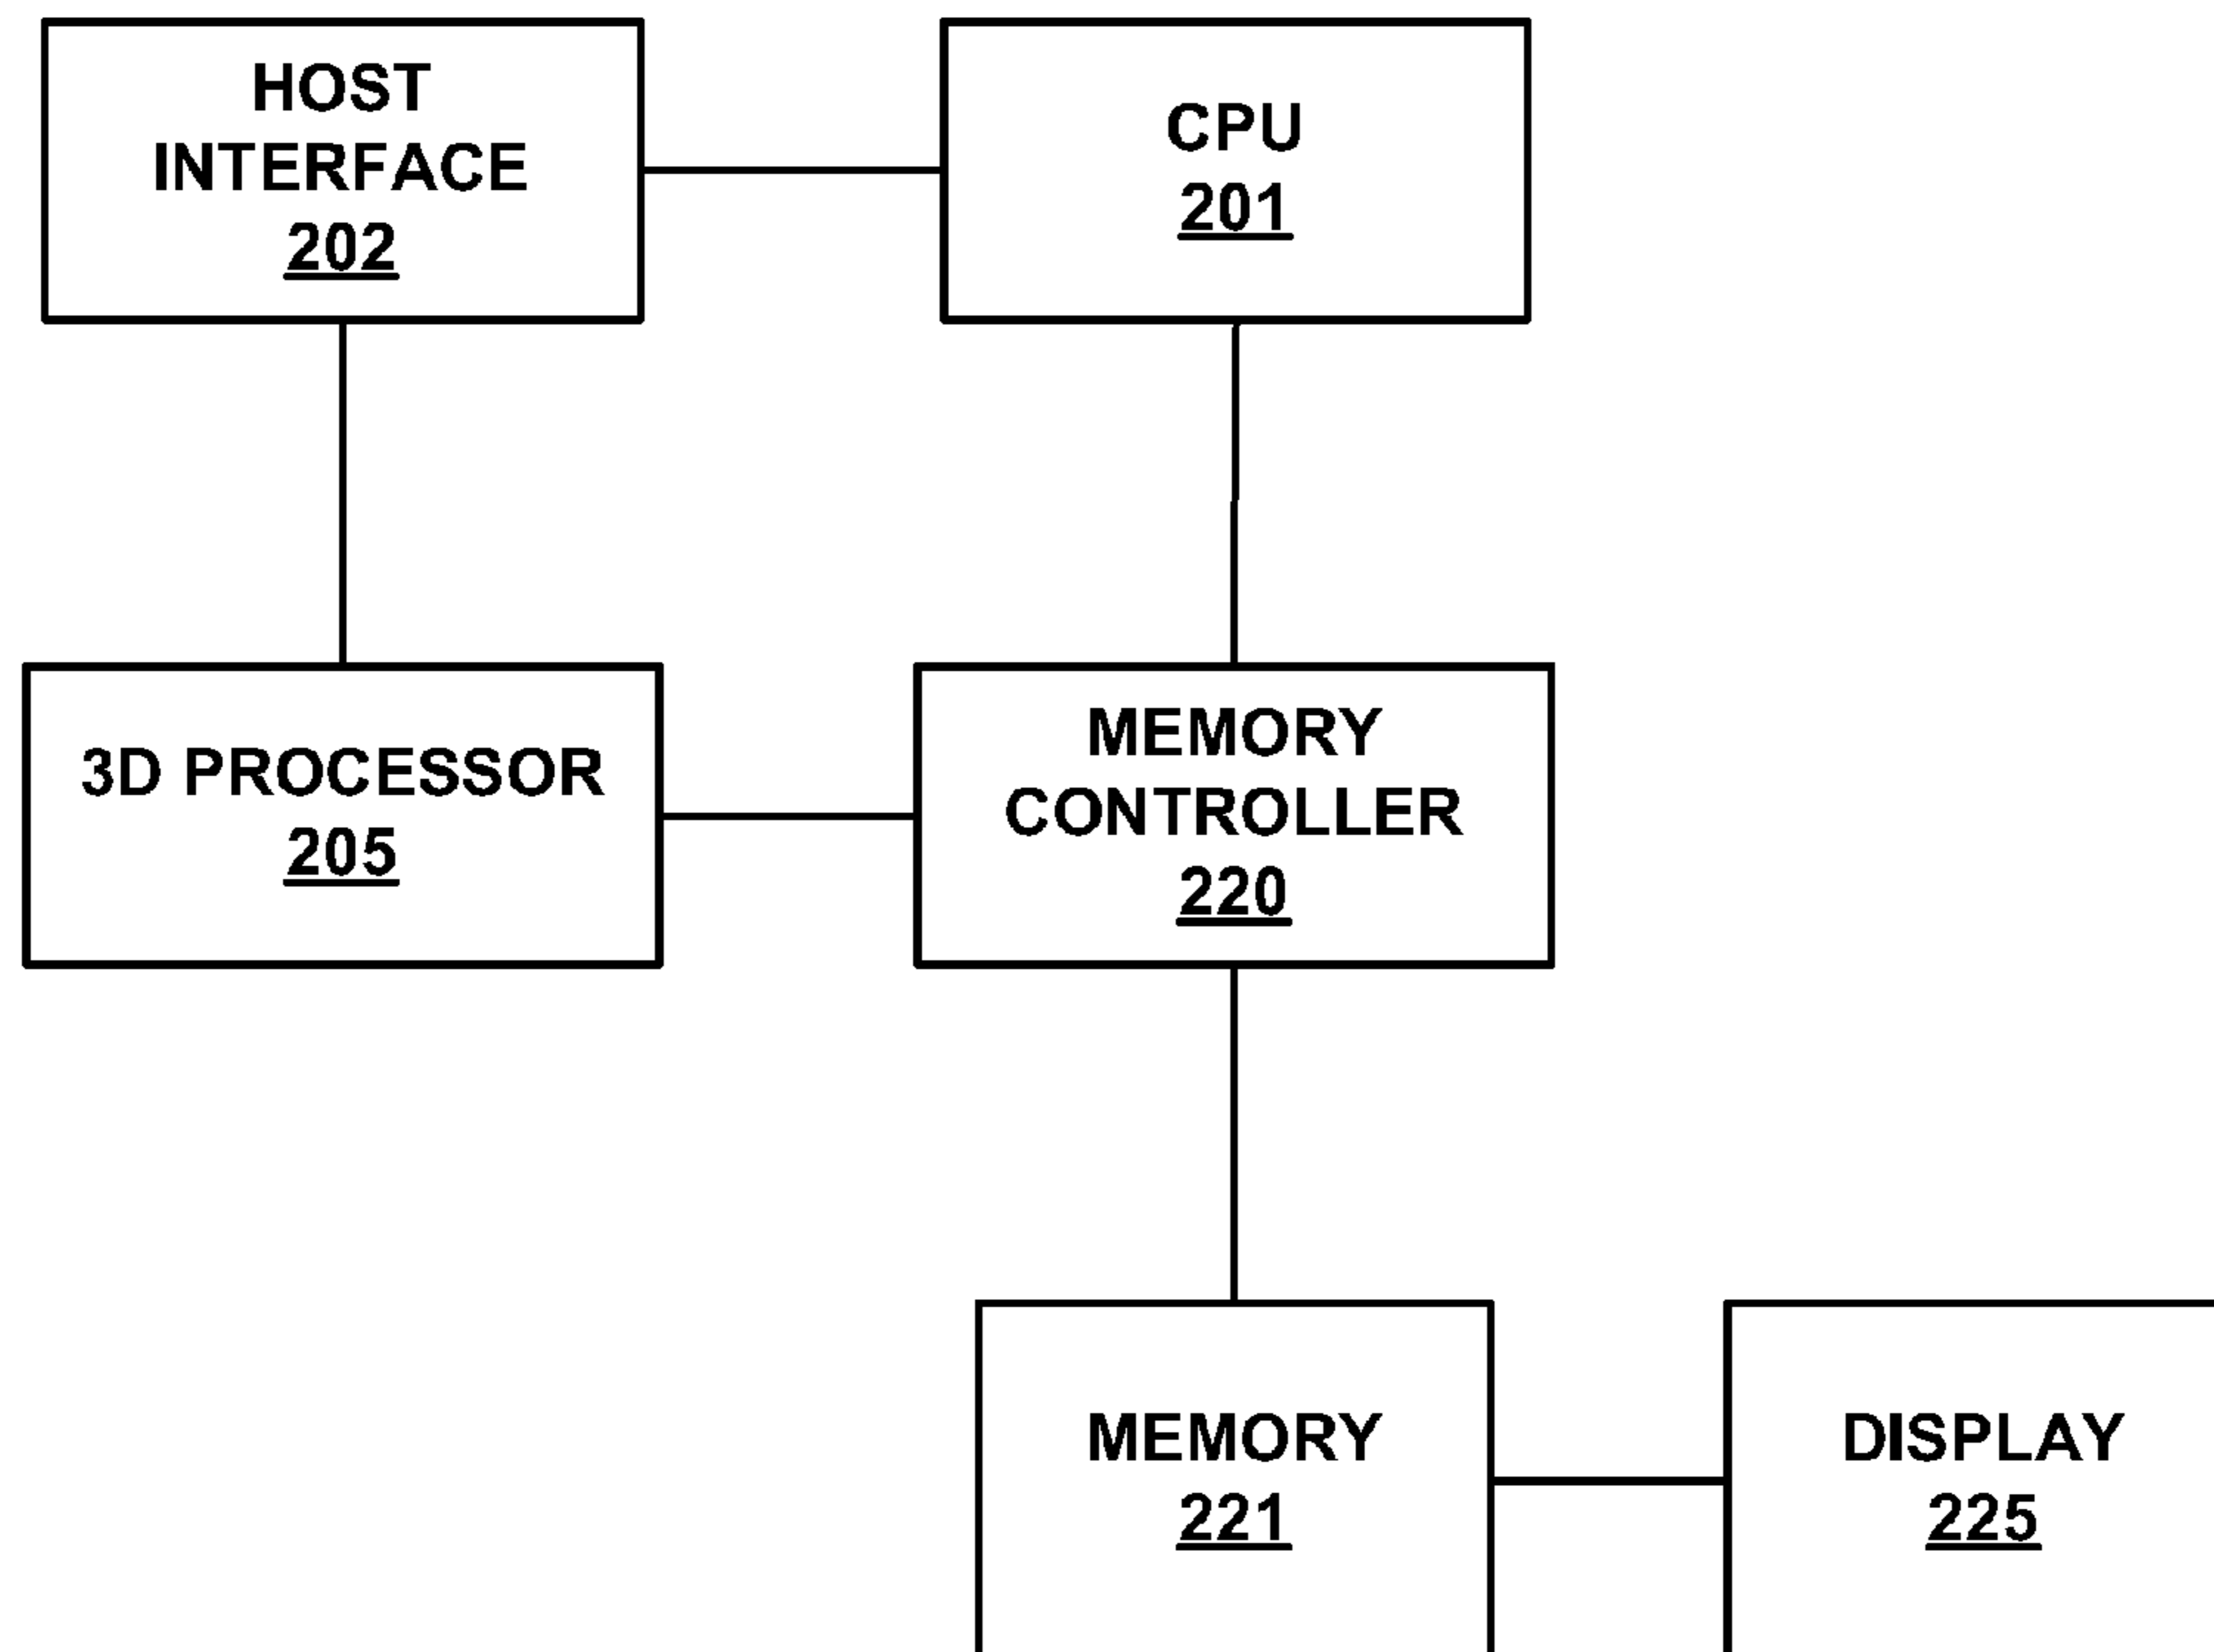 HOST
INTERFACE
202
CPU
201
3D PROCESSOR
205
MEMORY
CONTROLLER
220
MEMORY
221
DISPLAY
225